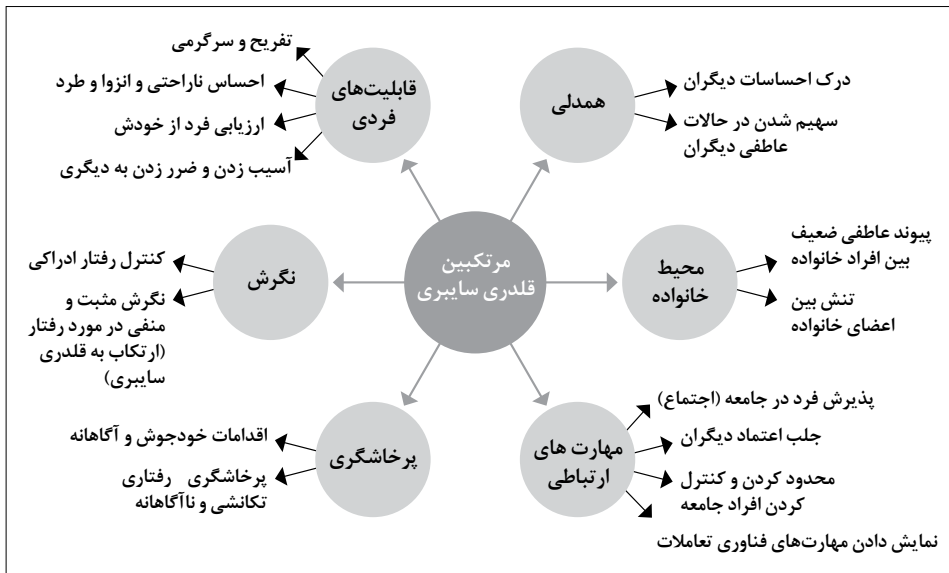 مرتکبین
قلدری سایبری
همدلی
درک احساسات دیگران
سهیم شدن در حالات
عاطفی دیگران
محیط
خانواده
پیوند عاطفی ضعیف
بین افراد خانواده
تنش بین
اعضای خانواده
مهارت های
ارتباطی
پذیرش فرد در جامعه (اجتماع)
جلب اعتماد دیگران
محدود کردن و کنترل
کردن افراد جامعه
نمایش دادن مهارت‌های فناوری تعاملات
قابلیت‌های
فردی
تفریح و سرگرمی
احساس ناراحتی و انزوا و طرد
ارزیابی فرد از خودش
آسیب زدن و ضرر زدن به دیگری
نگرش
کنترل رفتار ادراکی
نگرش مثبت و
منفی در مورد رفتار
(ارتکاب به قلدری
سایبری)
پرخاشگری
اقدامات خودجوش و آگاهانه
پرخاشگری رفتاری
تکانشی و ناآگاهانه